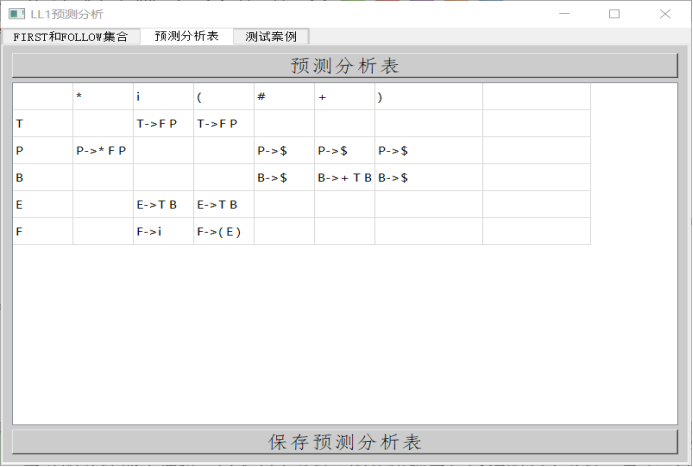 LL1预测分析
FIRST和FOLLOW集合 预测分析表 测试案例
预测分析表
* i ( # + )
T T->F P T->F P
P P->* F P P->$ P->$ P->$
B B->$ B->+ T B B->$
E E->T B E->T B
F F->i F->( E )
保存预测分析表